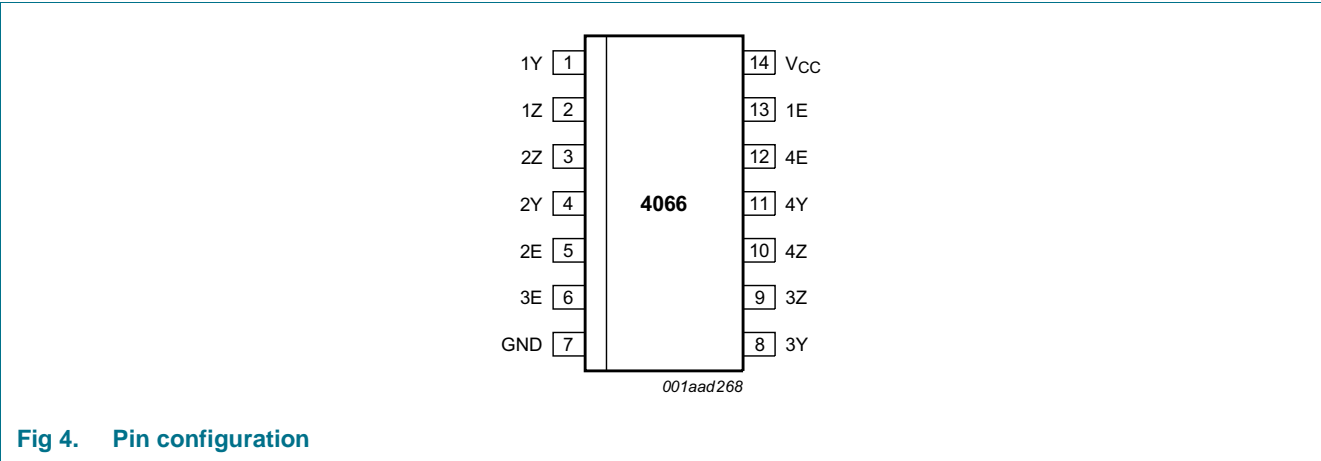 1Y 1 14 VCC
1Z 2 13 1E
2Z 3 12 4E
2Y 4 4066 11 4Y
2E 5 10 4Z
3E 6 9 3Z
GND 7 8 3Y
001aad268
Fig 4. Pin configuration